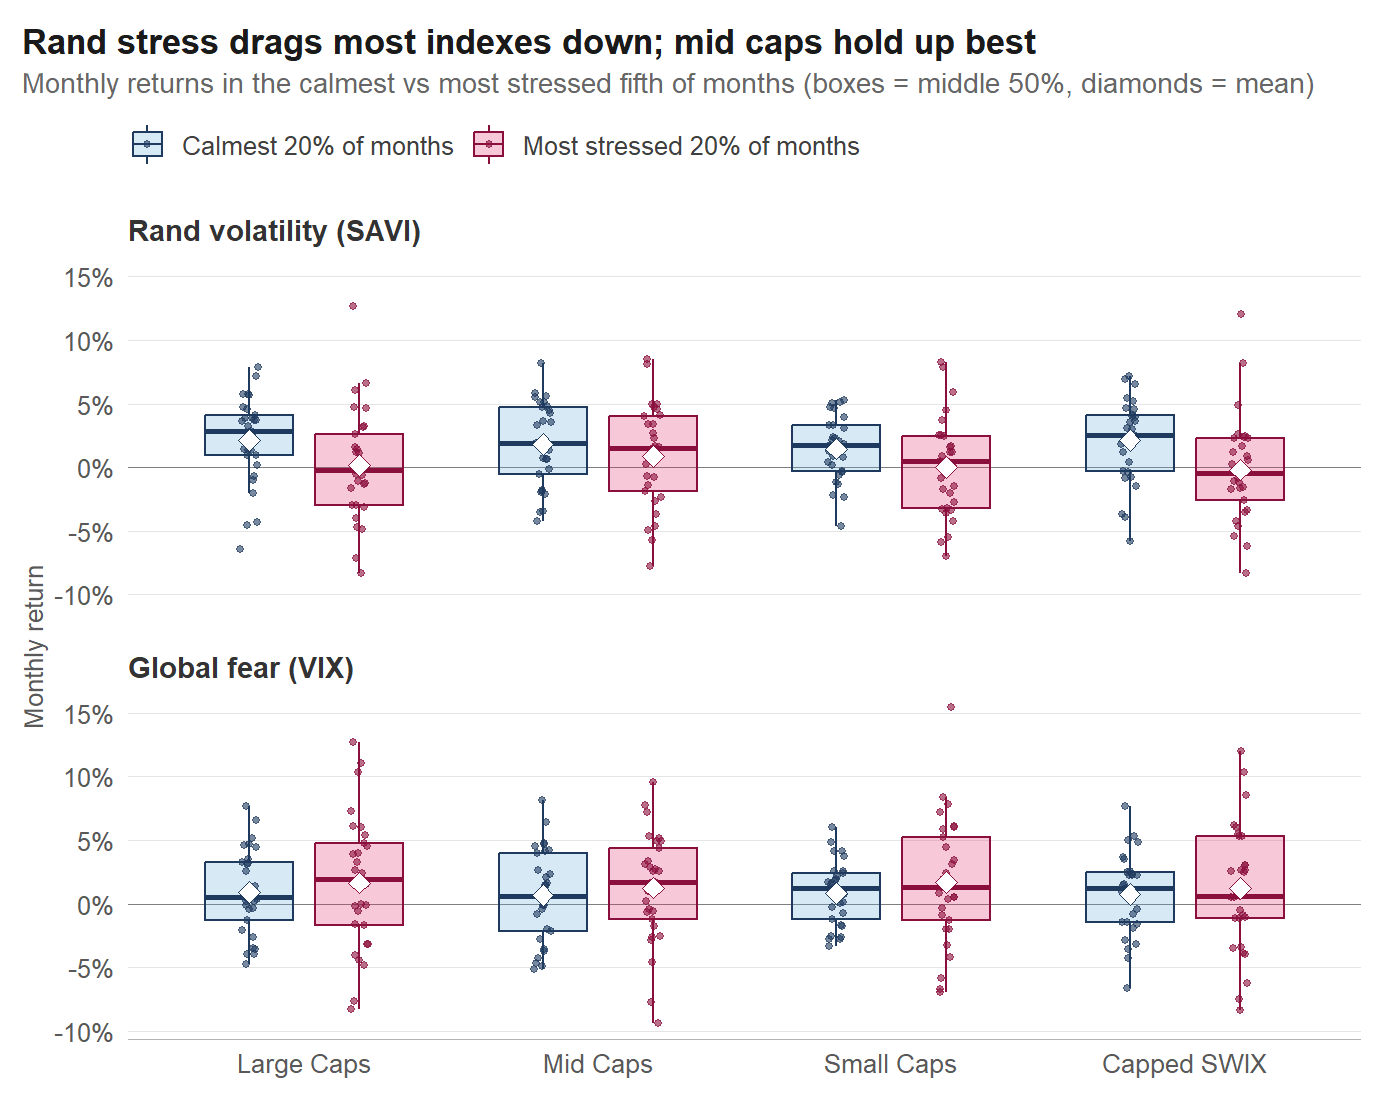 Rand stress drags most indexes down; mid caps hold up best
Monthly returns in the calmest vs most stressed fifth of months (boxes = middle 50%, diamonds = mean)
Calmest 20% of months
Most stressed 20% of months
Rand volatility (SAVI)
15%
10%
5%
0%
-5%
-10%
Monthly return
Global fear (VIX)
15%
10%
5%
0%
-5%
-10%
Large Caps
Mid Caps
Small Caps
Capped SWIX